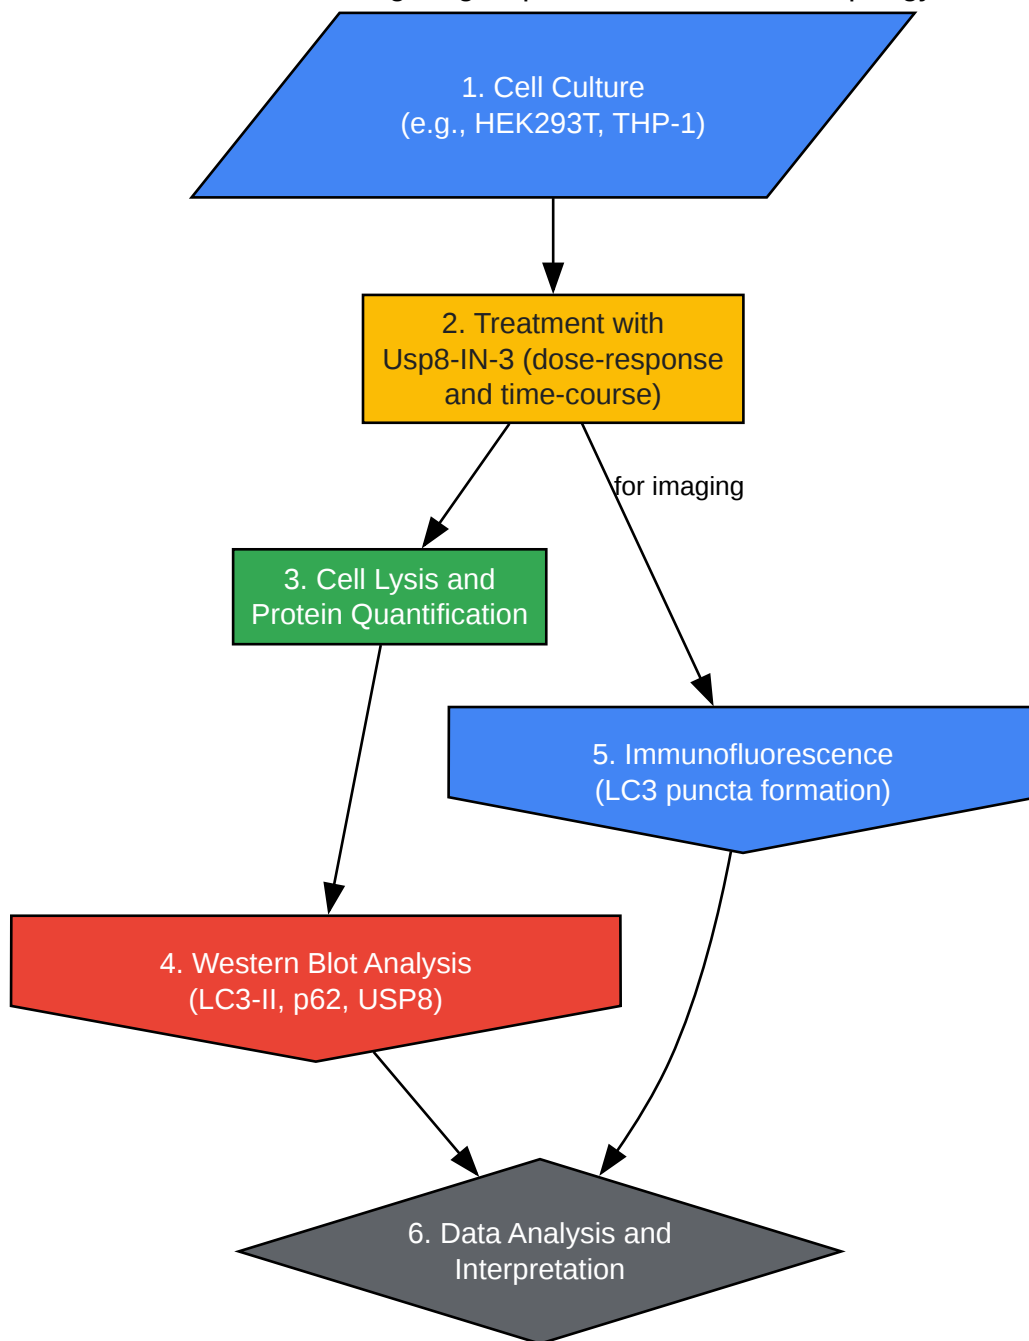 1. Cell Culture
(e.g., HEK293T, THP-1)
2. Treatment with
Usp8-IN-3 (dose-response
and time-course)
for imaging
3. Cell Lysis and
Protein Quantification
5. Immunofluorescence
(LC3 puncta formation)
4. Western Blot Analysis
(LC3-II, p62, USP8)
6. Data Analysis and
Interpretation